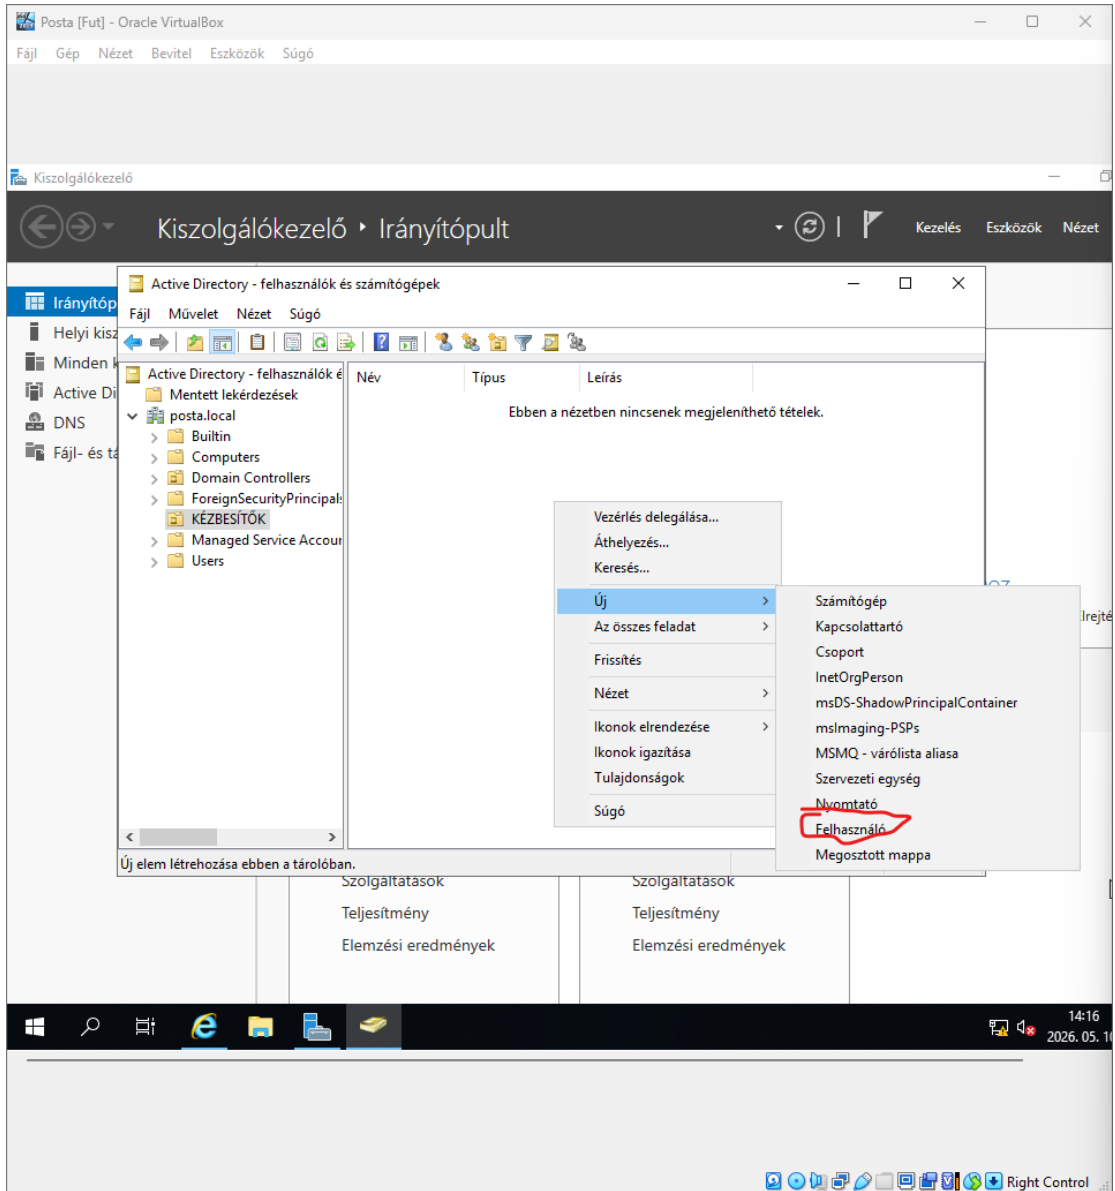 Posta [Fut] - Oracle VirtualBox
Fájl Gép Nézet Bevitel Eszközök Súgó
Kiszolgálókezelő
Kiszolgálókezelő ‣ Irányítópult
Kezelés Eszközök Nézet
Irányítóp
Helyi kisz
Minden k
Active Di
DNS
Fájl- és tá
Active Directory - felhasználók és számítógépek
Fájl Művelet Nézet Súgó
Active Directory - felhasználók é
Mentett lekérdezések
posta.local
Builtin
Computers
Domain Controllers
ForeignSecurityPrincipals
KÉZBESÍTŐK
Managed Service Accour
Users
Név Típus Leírás
Ebben a nézetben nincsenek megjeleníthető tételek.
Vezérlés delegálása...
Áthelyezés...
Keresés...
Új
Az összes feladat
Frissítés
Nézet
Ikonok elrendezése
Ikonok igazítása
Tulajdonságok
Súgó
Számítógép
Kapcsolattartó
Csoport
InetOrgPerson
msDS-ShadowPrincipalContainer
msImaging-PSPs
MSMQ - várólista aliasa
Szervezeti egység
Nyomtató
Felhasználó
Megosztott mappa
Új elem létrehozása ebben a tárolóban.
Szolgáltatások
Teljesítmény
Elemzési eredmények
Szolgáltatások
Teljesítmény
Elemzési eredmények
14:16
2026. 05. 1
Right Control